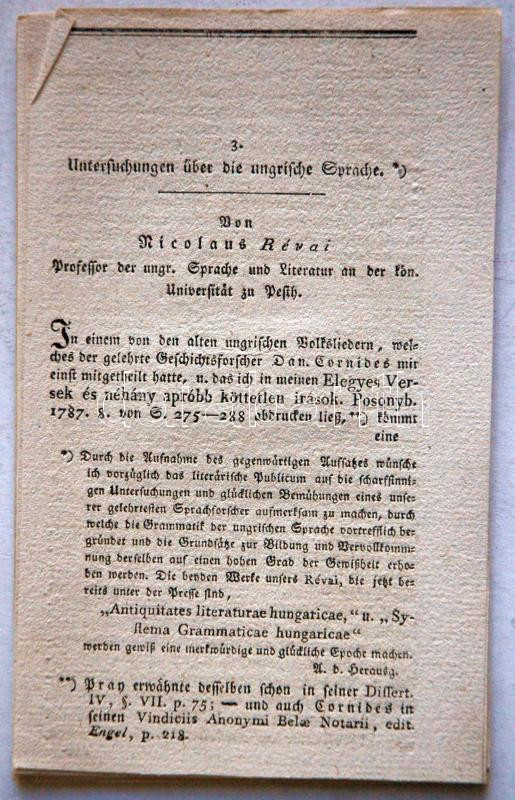 3.
Untersuchungen über die ungrische Sprache. *)
Von
Nicolaus Révai
Professor der ungr. Sprache und Literatur an der kön.
Universität zu Pesth.
In einem von den alten ungrischen Volksliedern, wel-
ches der gelehrte Geschichtsforscher Dan. Cornides mir
einst mitgetheilt hatte, u. das ich in meinen Elegyes Ver-
sek és néhány apróbb köttetlen irások. Posonyb.
1787. 8. von S. 275—288 abdrucken ließ, **) kömmt
eine
*) Durch die Aufnahme des gegenwärtigen Aufsatzes wünsche
ich vorzüglich das literärische Publicum auf die scharfsinni-
gen Untersuchungen und glücklichen Bemühungen eines unse-
rer gelehrtesten Sprachforscher aufmerksam zu machen, durch
welche die Grammatik der ungrischen Sprache vortrefflich be-
gründet und die Grundsätze zur Bildung und Vervollkomm-
nung derselben auf einen hohen Grad der Gewißheit erho-
ben werden. Die beyden Werke unsers Révai, die jetzt be-
reits unter der Presse sind,
„Antiquitates literaturae hungaricae,“ u. „Sy-
stema Grammaticae hungaricae“
werden gewiß eine merkwürdige und glückliche Epoche machen.
A. d. Herausg.
**) Pray erwähnte desselben schon in seiner Dissert.
IV, §. VII. p. 75; — und auch Cornides in
seinen Vindiciis Anonymi Belæ Notarii, edit.
Engel, p. 218.